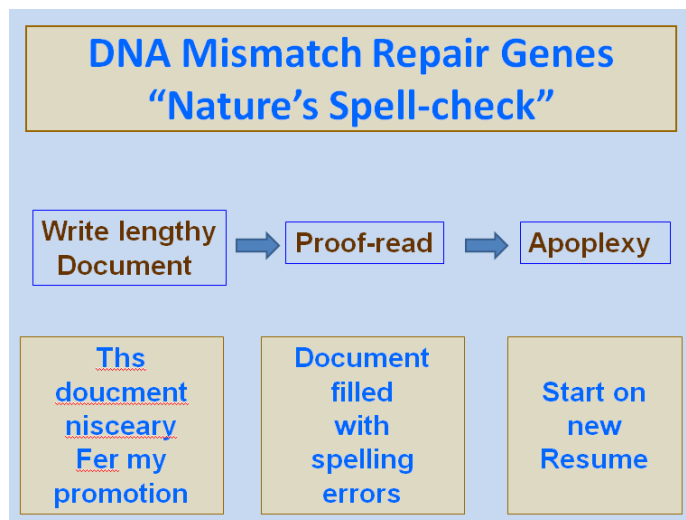 DNA Mismatch Repair Genes
“Nature’s Spell-check”
Write lengthy
Document
Proof-read
Apoplexy
Ths
doucment
nisceary
Fer my
promotion
Document
filled
with
spelling
errors
Start on
new
Resume